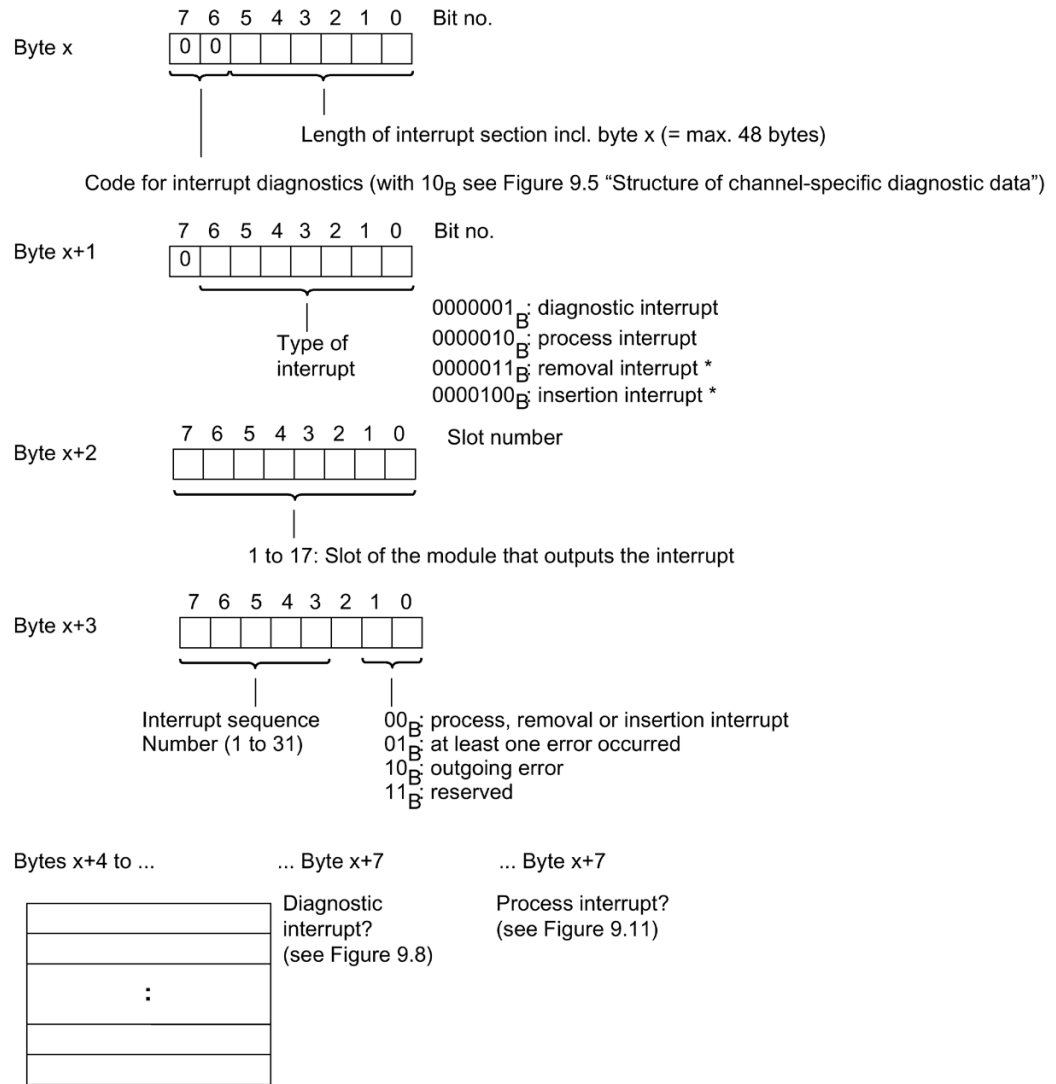 7 6 5 4 3 2 1 0 Bit no.
Byte x
0 0
Length of interrupt section incl. byte x (= max. 48 bytes)
Code for interrupt diagnostics (with 10B see Figure 9.5 “Structure of channel-specific diagnostic data”)
7 6 5 4 3 2 1 0 Bit no.
Byte x+1
0
0000001B: diagnostic interrupt
0000010B: process interrupt
0000011B: removal interrupt *
0000100B: insertion interrupt *
Type of
interrupt
7 6 5 4 3 2 1 0 Slot number
Byte x+2
1 to 17: Slot of the module that outputs the interrupt
7 6 5 4 3 2 1 0
Byte x+3
Interrupt sequence
Number (1 to 31)
00B: process, removal or insertion interrupt
01B: at least one error occurred
10B: outgoing error
11B: reserved
Bytes x+4 to ... ... Byte x+7 ... Byte x+7
Diagnostic
interrupt?
(see Figure 9.8)
Process interrupt?
(see Figure 9.11)
: